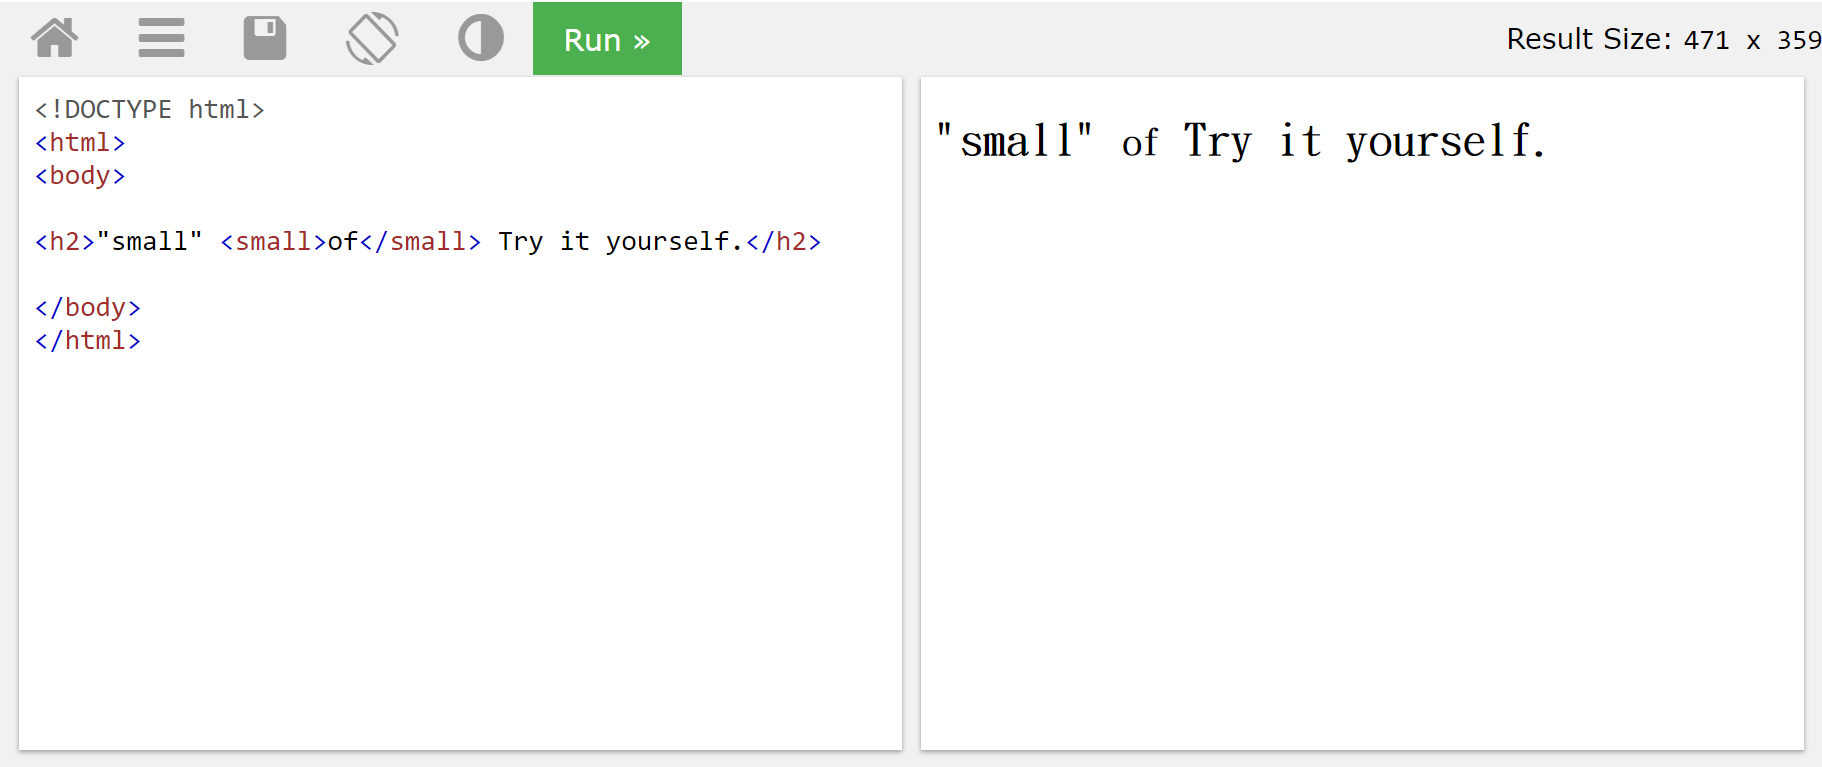 Run »
Result Size: 471 x 359
<!DOCTYPE html>
<html>
<body>
<h2>"small" <small>of</small> Try it yourself.</h2>
</body>
</html>
"small" of Try it yourself.